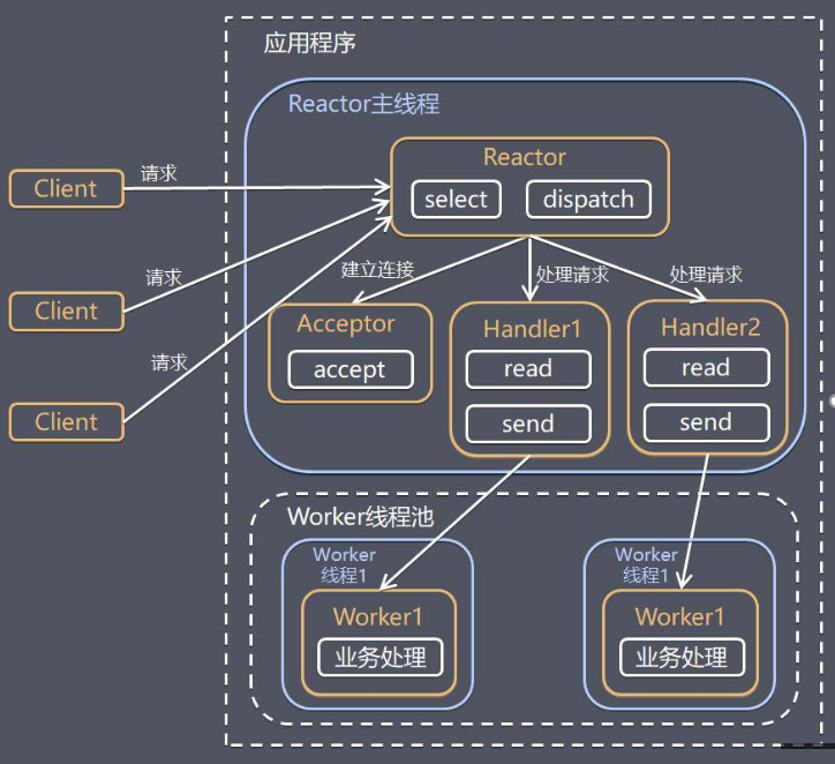 应用程序
Reactor主线程
Reactor
select
dispatch
Client
请求
Client
请求
Client
请求
建立连接
处理请求
处理请求
Acceptor
accept
Handler1
read
send
Handler2
read
send
Worker线程池
Worker
线程1
Worker1
业务处理
Worker
线程1
Worker1
业务处理